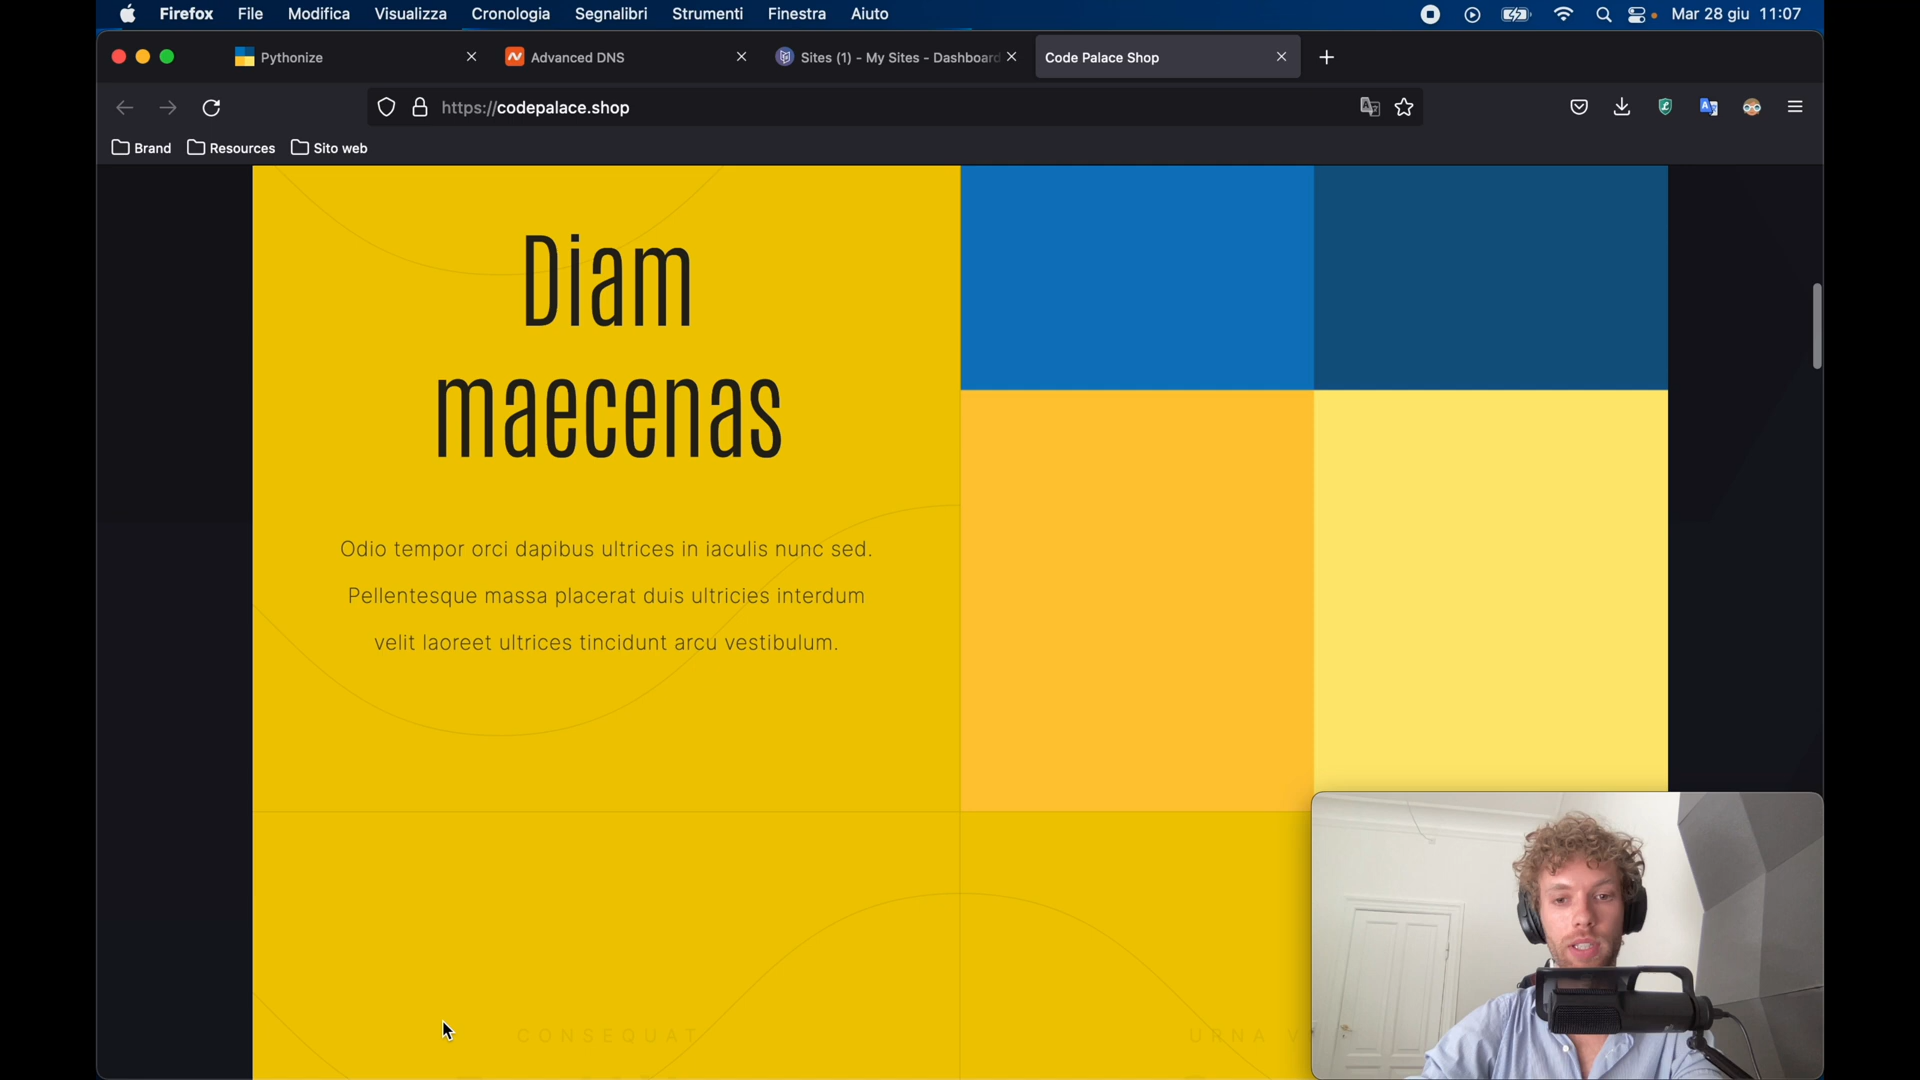 Firefox File Modifica Visualizza Cronologia Segnalibri Strumenti Finestra Aiuto Mar 28 giu 11:07
Pythonize Advanced DNS Sites (1) - My Sites - Dashboard Code Palace Shop
https://codepalace.shop
Brand Resources Sito web
Diam
maecenas
Odio tempor orci dapibus ultrices in iaculis nunc sed.
Pellentesque massa placerat duis ultricies interdum
velit laoreet ultrices tincidunt arcu vestibulum.
CONSEQUAT URNA V